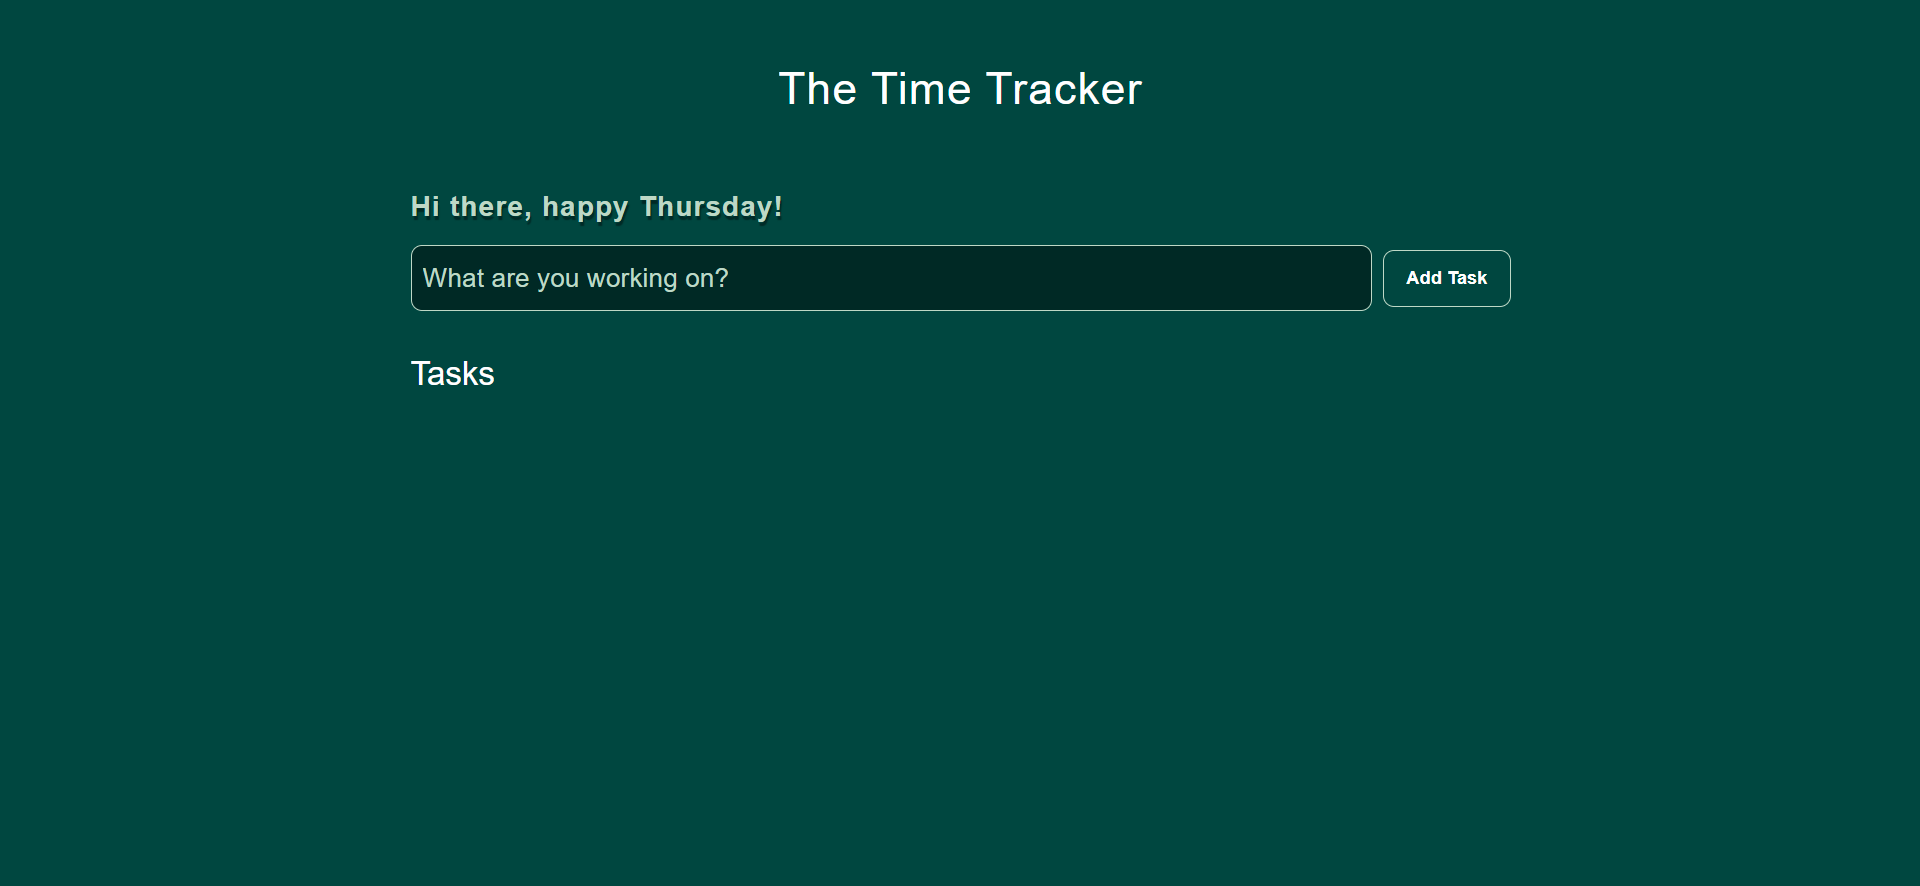 The Time Tracker
Hi there, happy Thursday!
What are you working on?
Add Task
Tasks